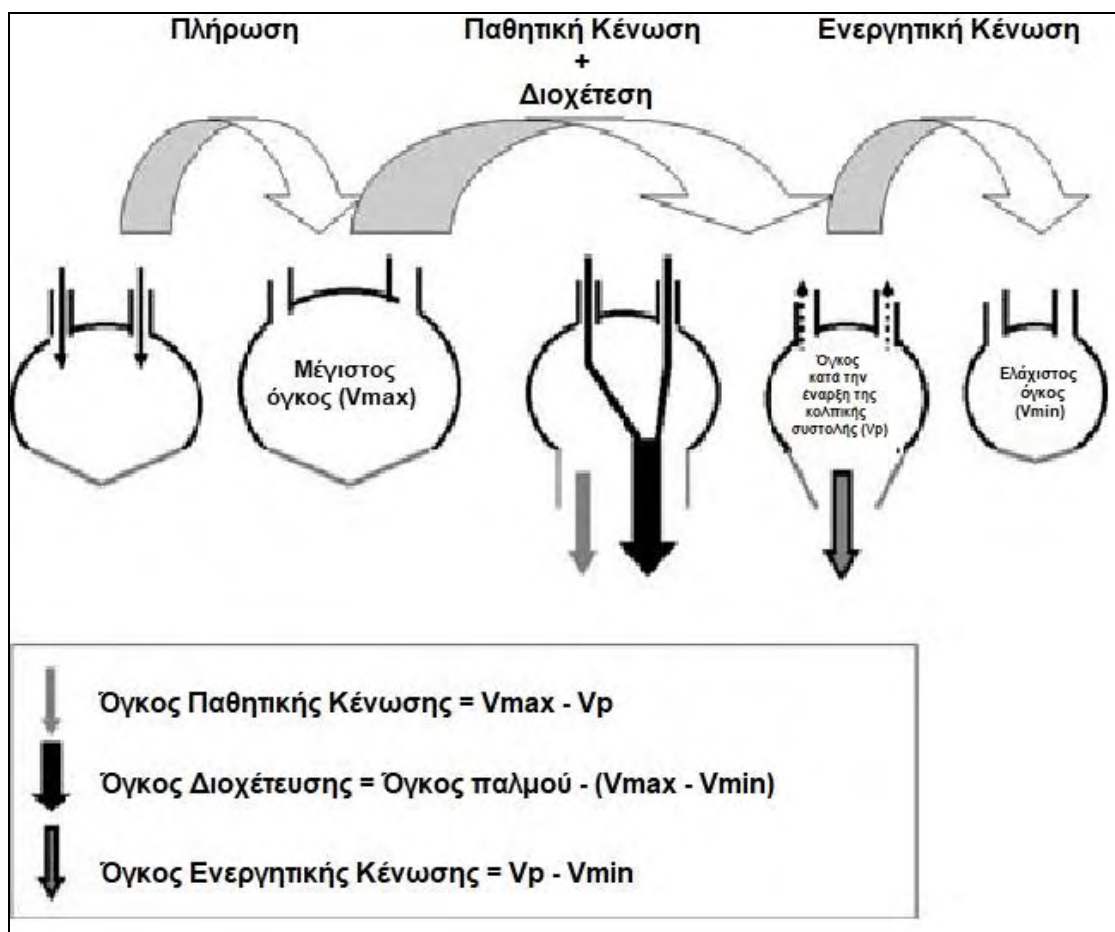 Πλήρωση
Παθητική Κένωση
+
Διοχέτεση
Ενεργητική Κένωση
Μέγιστος
όγκος (Vmax)
Όγκος
κατά την
έναρξη της
κολπικής
συστολής (Vp)
Ελάχιστος
όγκος
(Vmin)
Όγκος Παθητικής Κένωσης = Vmax - Vp
Όγκος Διοχέτευσης = Όγκος παλμού - (Vmax - Vmin)
Όγκος Ενεργητικής Κένωσης = Vp - Vmin